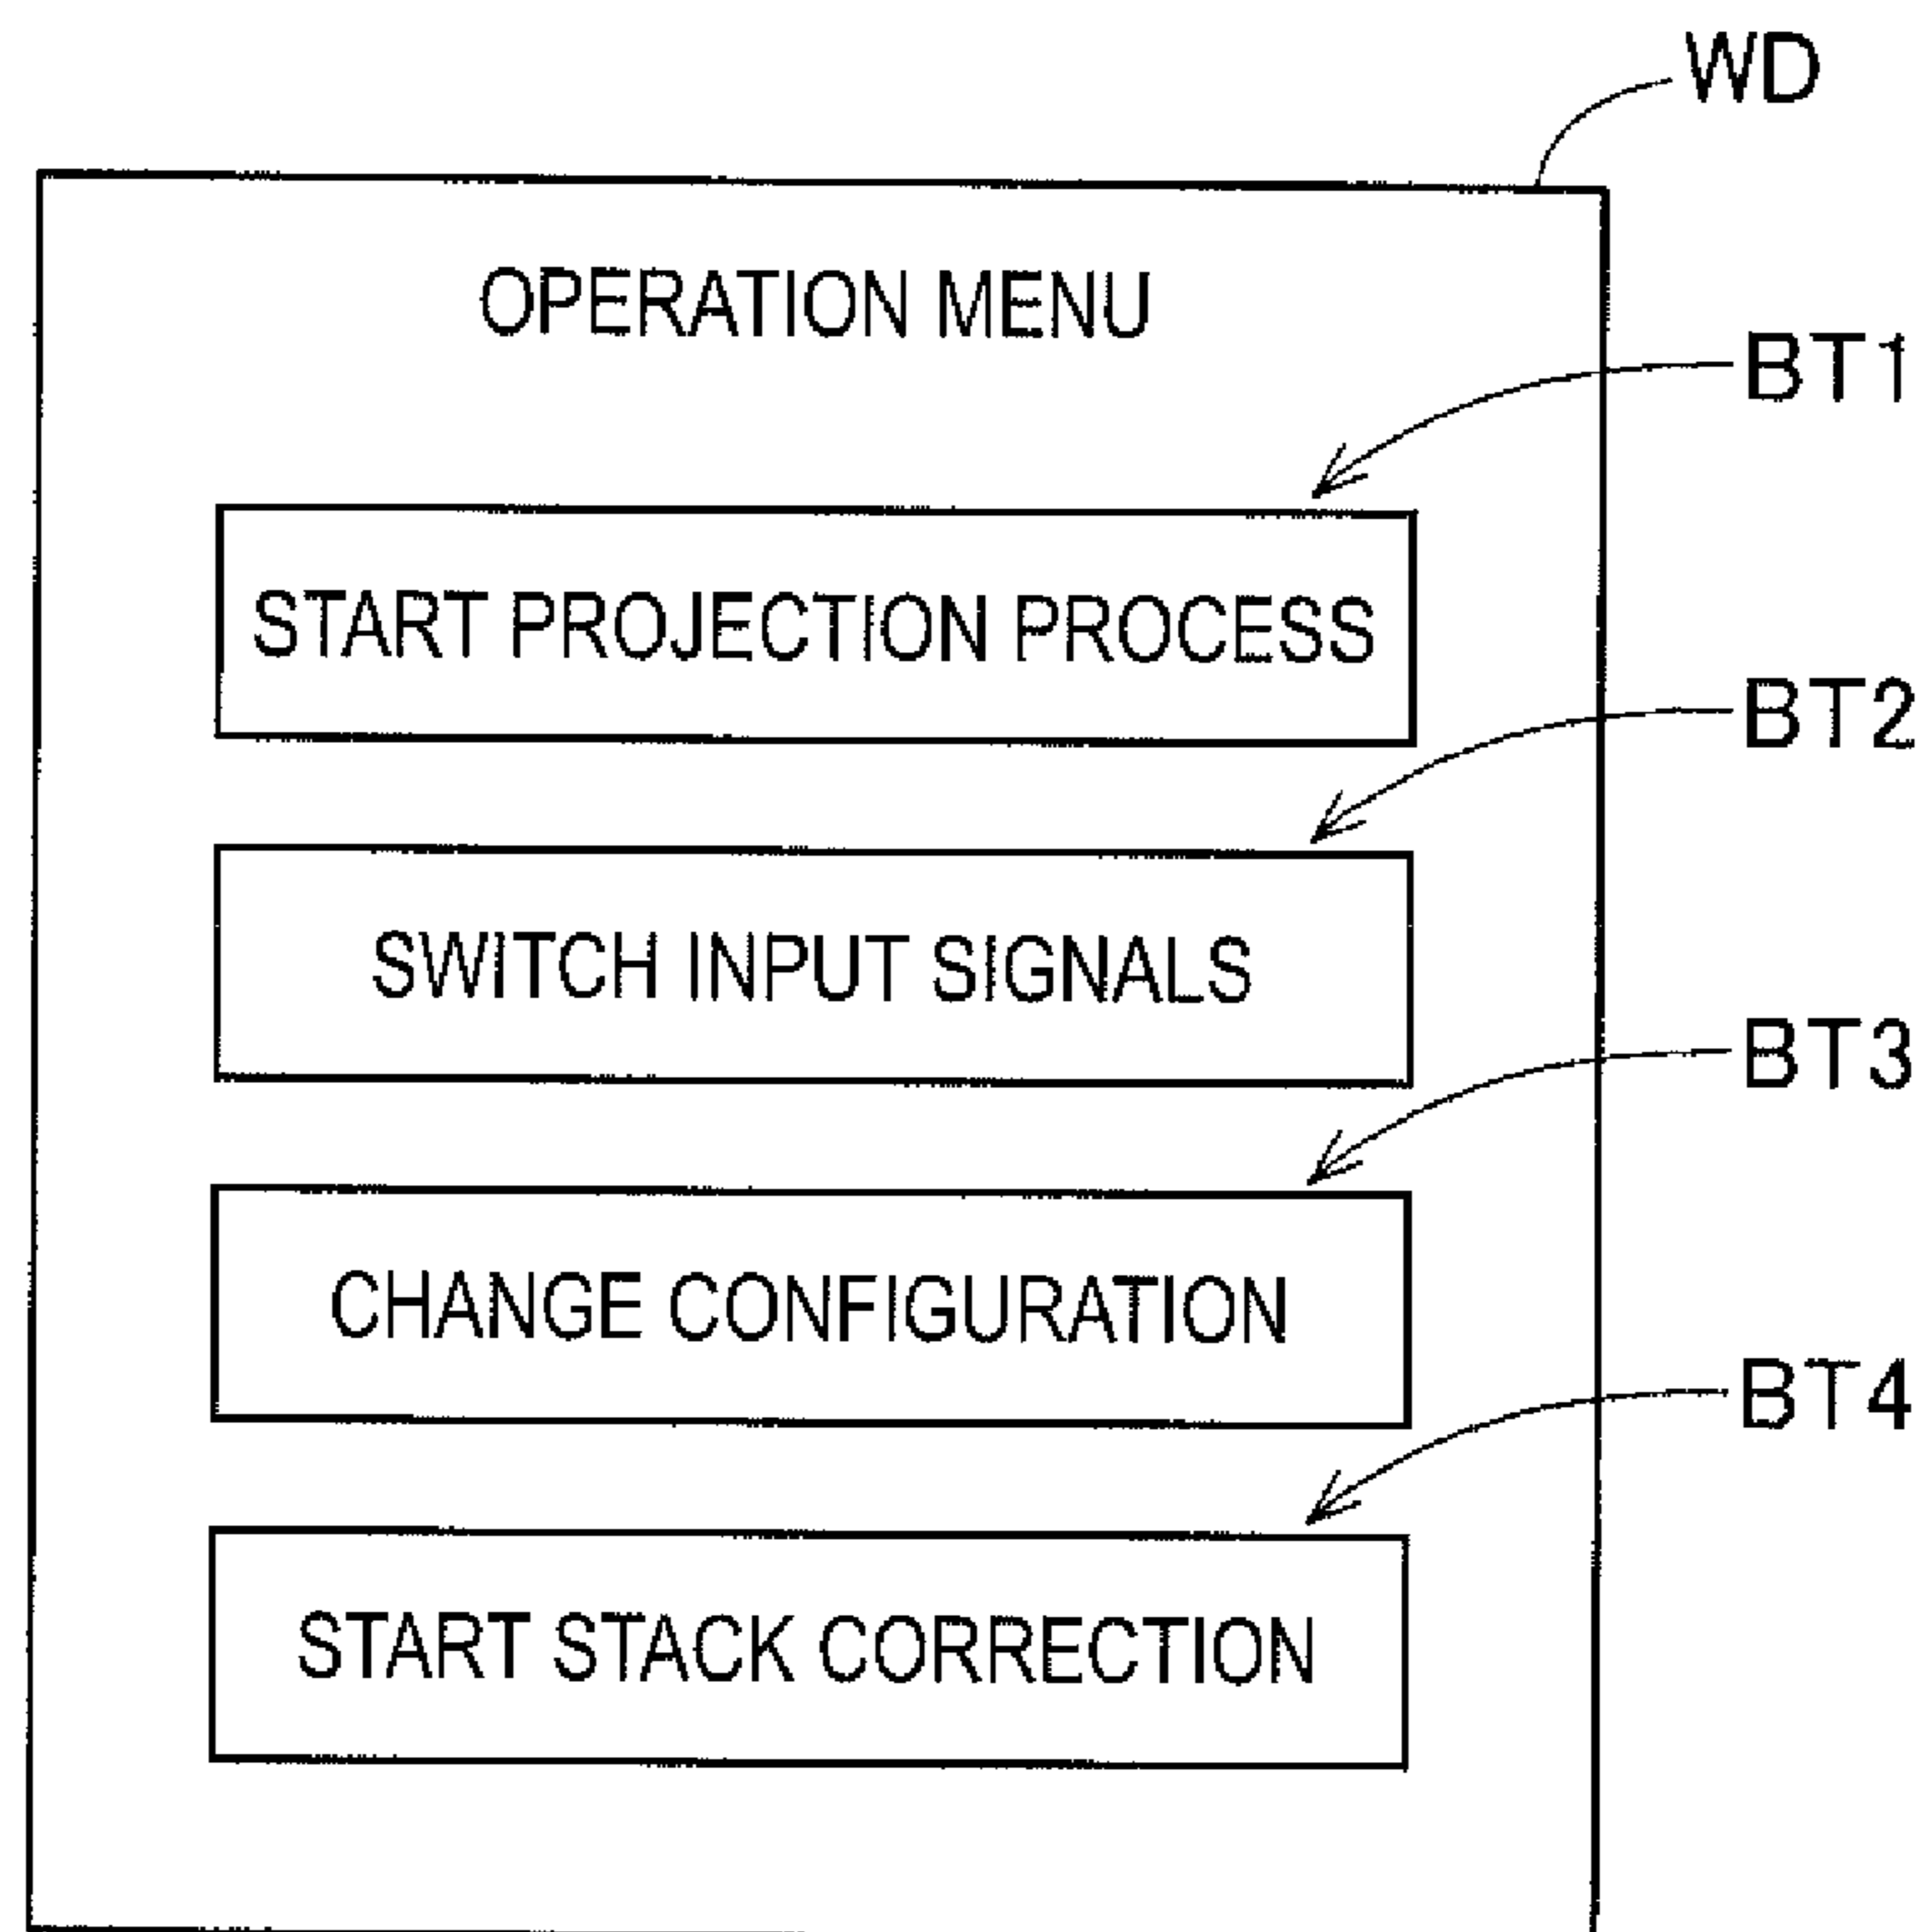 WD
OPERATION MENU
BT1
START PROJECTION PROCESS
BT2
SWITCH INPUT SIGNALS
BT3
CHANGE CONFIGURATION
BT4
START STACK CORRECTION